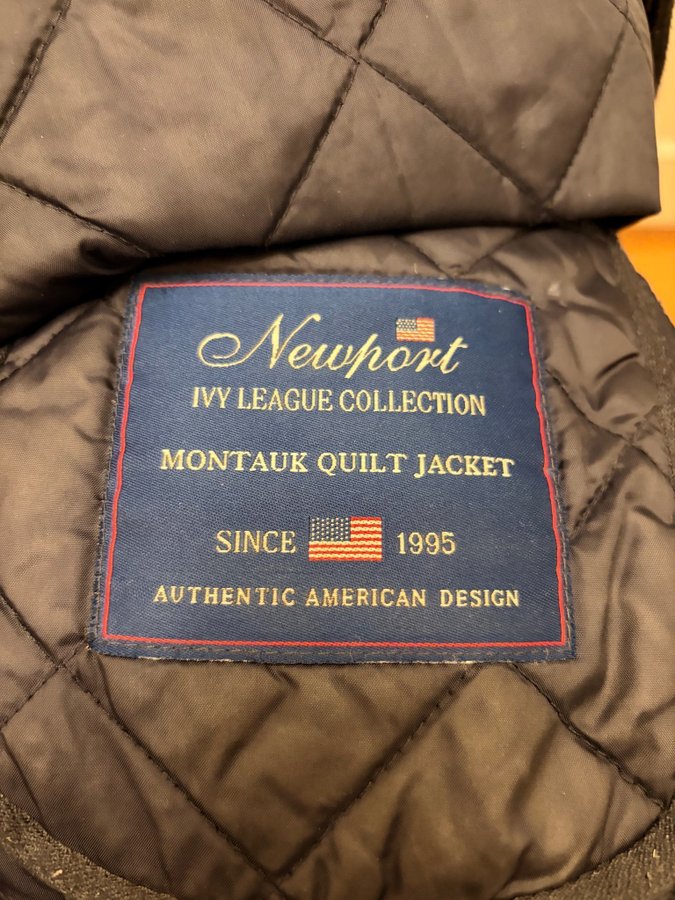 Newport
IVY LEAGUE COLLECTION
MONTAUK QUILT JACKET
SINCE 1995
AUTHENTIC AMERICAN DESIGN